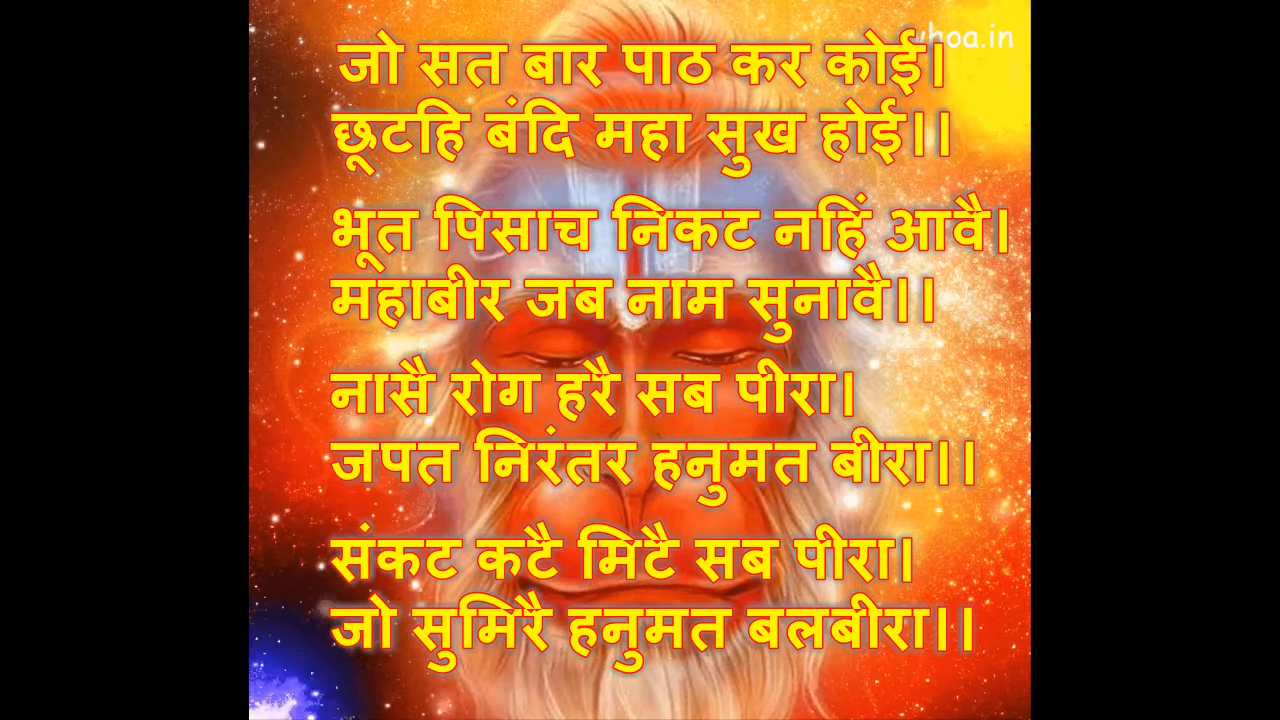 जो सत बार पाठ कर कोई।
छूटहि बंदि महा सुख होई।।
भूत पिसाच निकट नहिं आवै।
महाबीर जब नाम सुनावै।।
नासै रोग हरै सब पीरा।
जपत निरंतर हनुमत बीरा।।
संकट कटै मिटै सब पीरा।
जो सुमिरै हनुमत बलबीरा।।